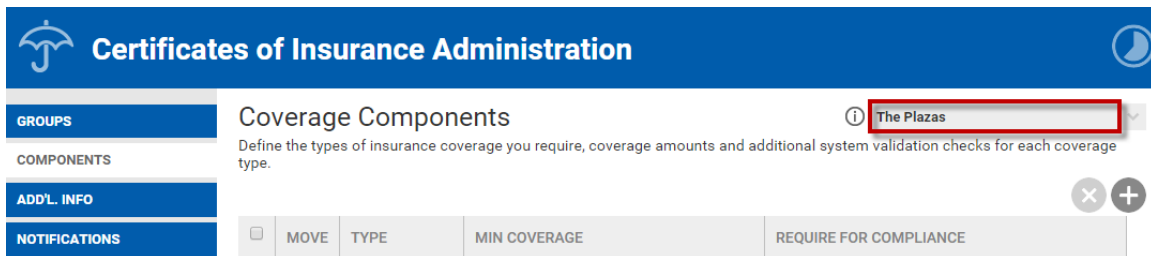 Certificates of Insurance Administration
GROUPS
COMPONENTS
ADD'L. INFO
NOTIFICATIONS
Coverage Components
The Plazas
Define the types of insurance coverage you require, coverage amounts and additional system validation checks for each coverage
type.
MOVE TYPE MIN COVERAGE REQUIRE FOR COMPLIANCE